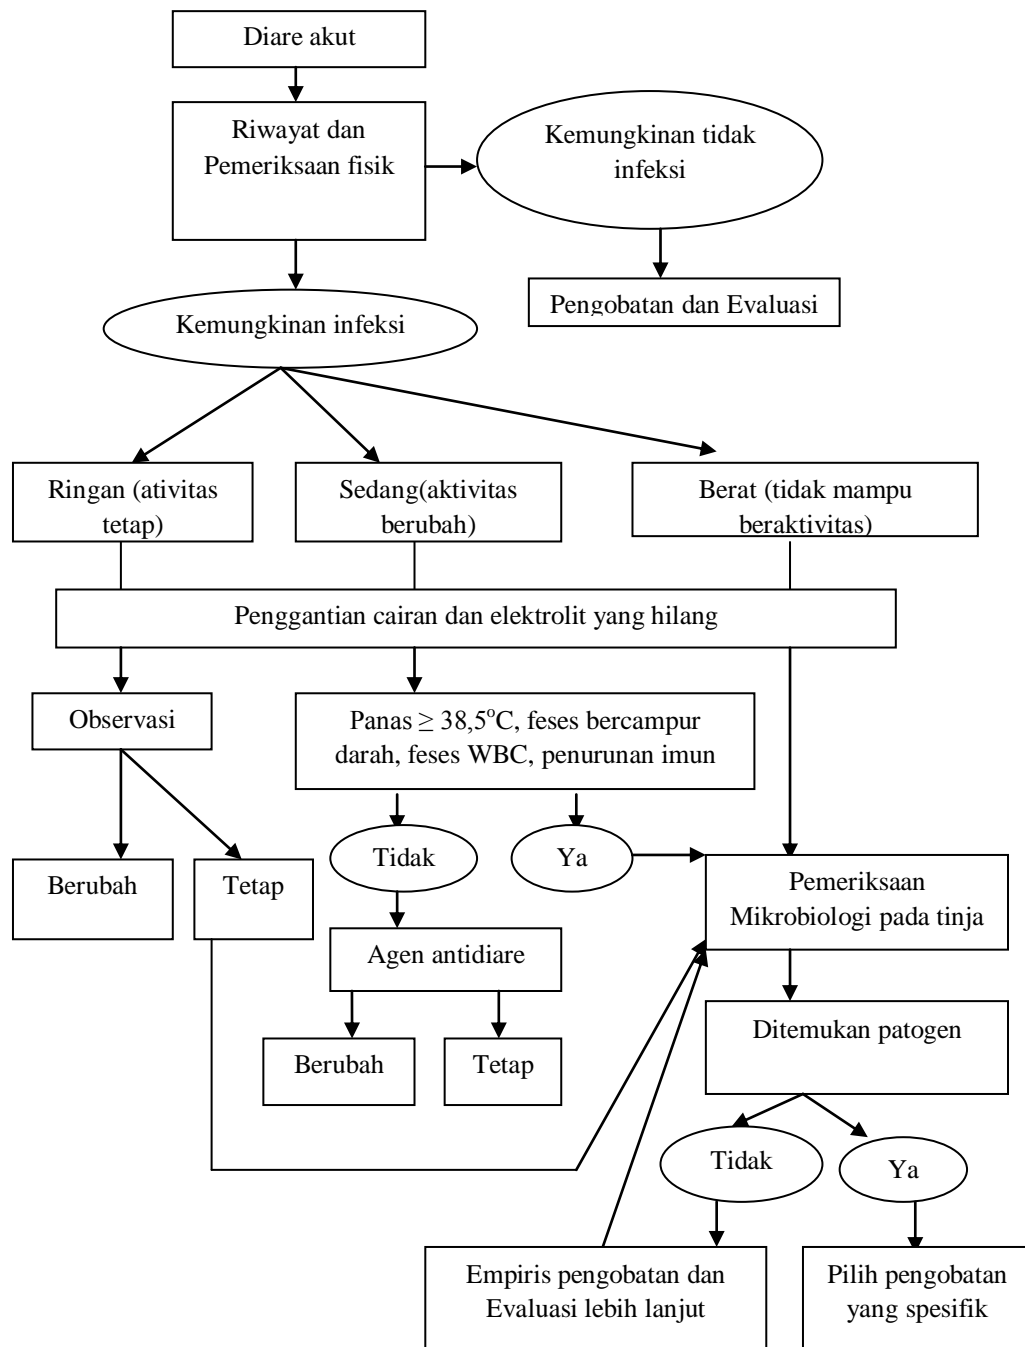 Diare akut
Riwayat dan
Pemeriksaan fisik
Kemungkinan tidak
infeksi
Pengobatan dan Evaluasi
Kemungkinan infeksi
Ringan (ativitas
tetap)
Sedang(aktivitas
berubah)
Berat (tidak mampu
beraktivitas)
Penggantian cairan dan elektrolit yang hilang
Observasi
Panas ≥ 38,5°C, feses bercampur
darah, feses WBC, penurunan imun
Berubah
Tetap
Tidak
Ya
Pemeriksaan
Mikrobiologi pada tinja
Agen antidiare
Berubah
Tetap
Ditemukan patogen
Tidak
Ya
Empiris pengobatan dan
Evaluasi lebih lanjut
Pilih pengobatan
yang spesifik